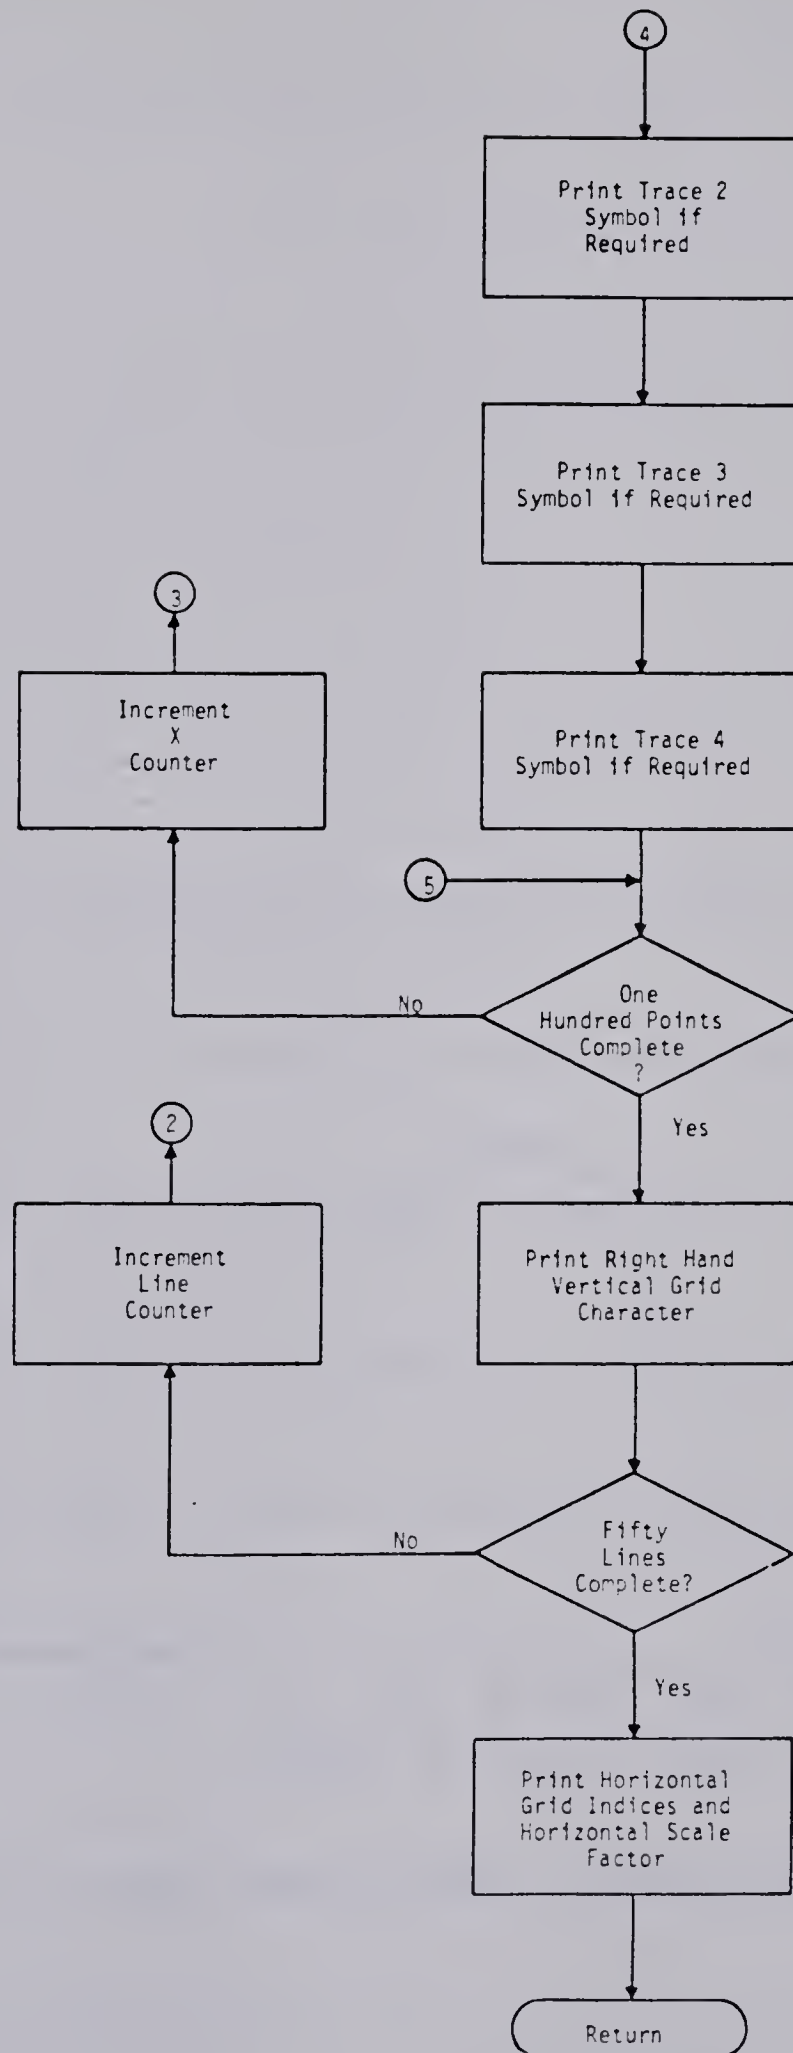 4
Print Trace 2
Symbol if
Required
Print Trace 3
Symbol if Required
3
Increment
X
Counter
Print Trace 4
Symbol if Required
5
No
One
Hundred Points
Complete
?
Yes
2
Increment
Line
Counter
Print Right Hand
Vertical Grid
Character
No
Fifty
Lines
Complete?
Yes
Print Horizontal
Grid Indices and
Horizontal Scale
Factor
Return